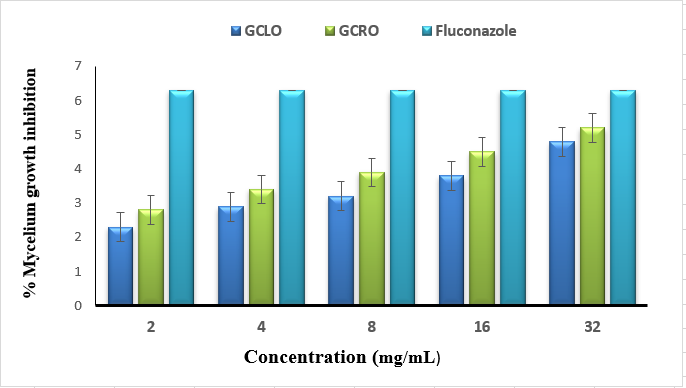 GCLO GCRO Fluconazole
% Mycelium growth inhibition
7
6
5
4
3
2
1
0
2 4 8 16 32
Concentration (mg/mL)